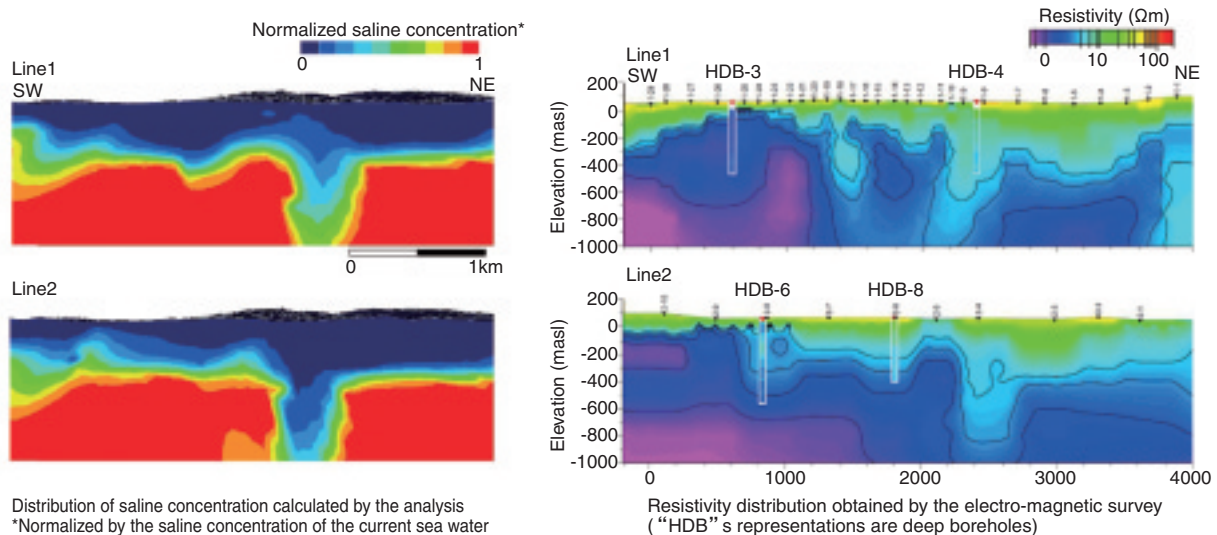 Normalized saline concentration*
0 1
Line1
SW NE
0 1km
Line2
Distribution of saline concentration calculated by the analysis
*Normalized by the saline concentration of the current sea water
Resistivity (Ωm)
0 10 100
Line1
SW HDB-3 HDB-4 NE
200
0
-200
-400
-600
-800
-1000
Elevation (masl)
Line2
HDB-6 HDB-8
200
0
-200
-400
-600
-800
-1000
Elevation (masl)
0 1000 2000 3000 4000
Resistivity distribution obtained by the electro-magnetic survey
( “HDB” s representations are deep boreholes)